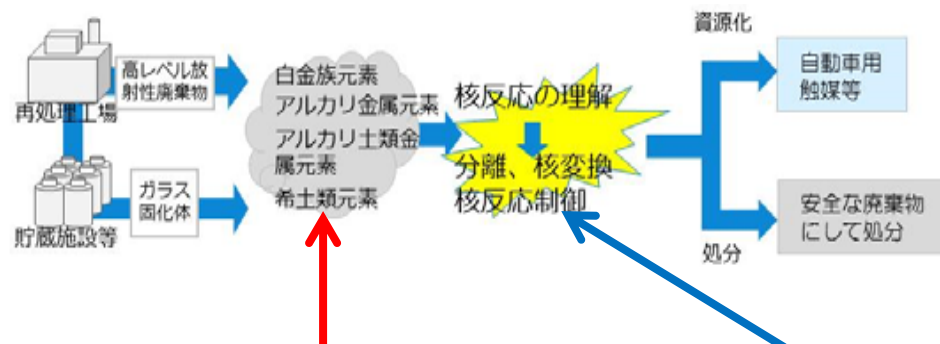 資源化
高レベル放
射性廃棄物
再処理工場
白金族元素
アルカリ金属元素
アルカリ土類金
属元素
希土類元素
核反応の理解
分離、核変換
核反応制御
自動車用
触媒等
ガラス
固化体
貯蔵施設等
安全な廃棄物
にして処分
処分